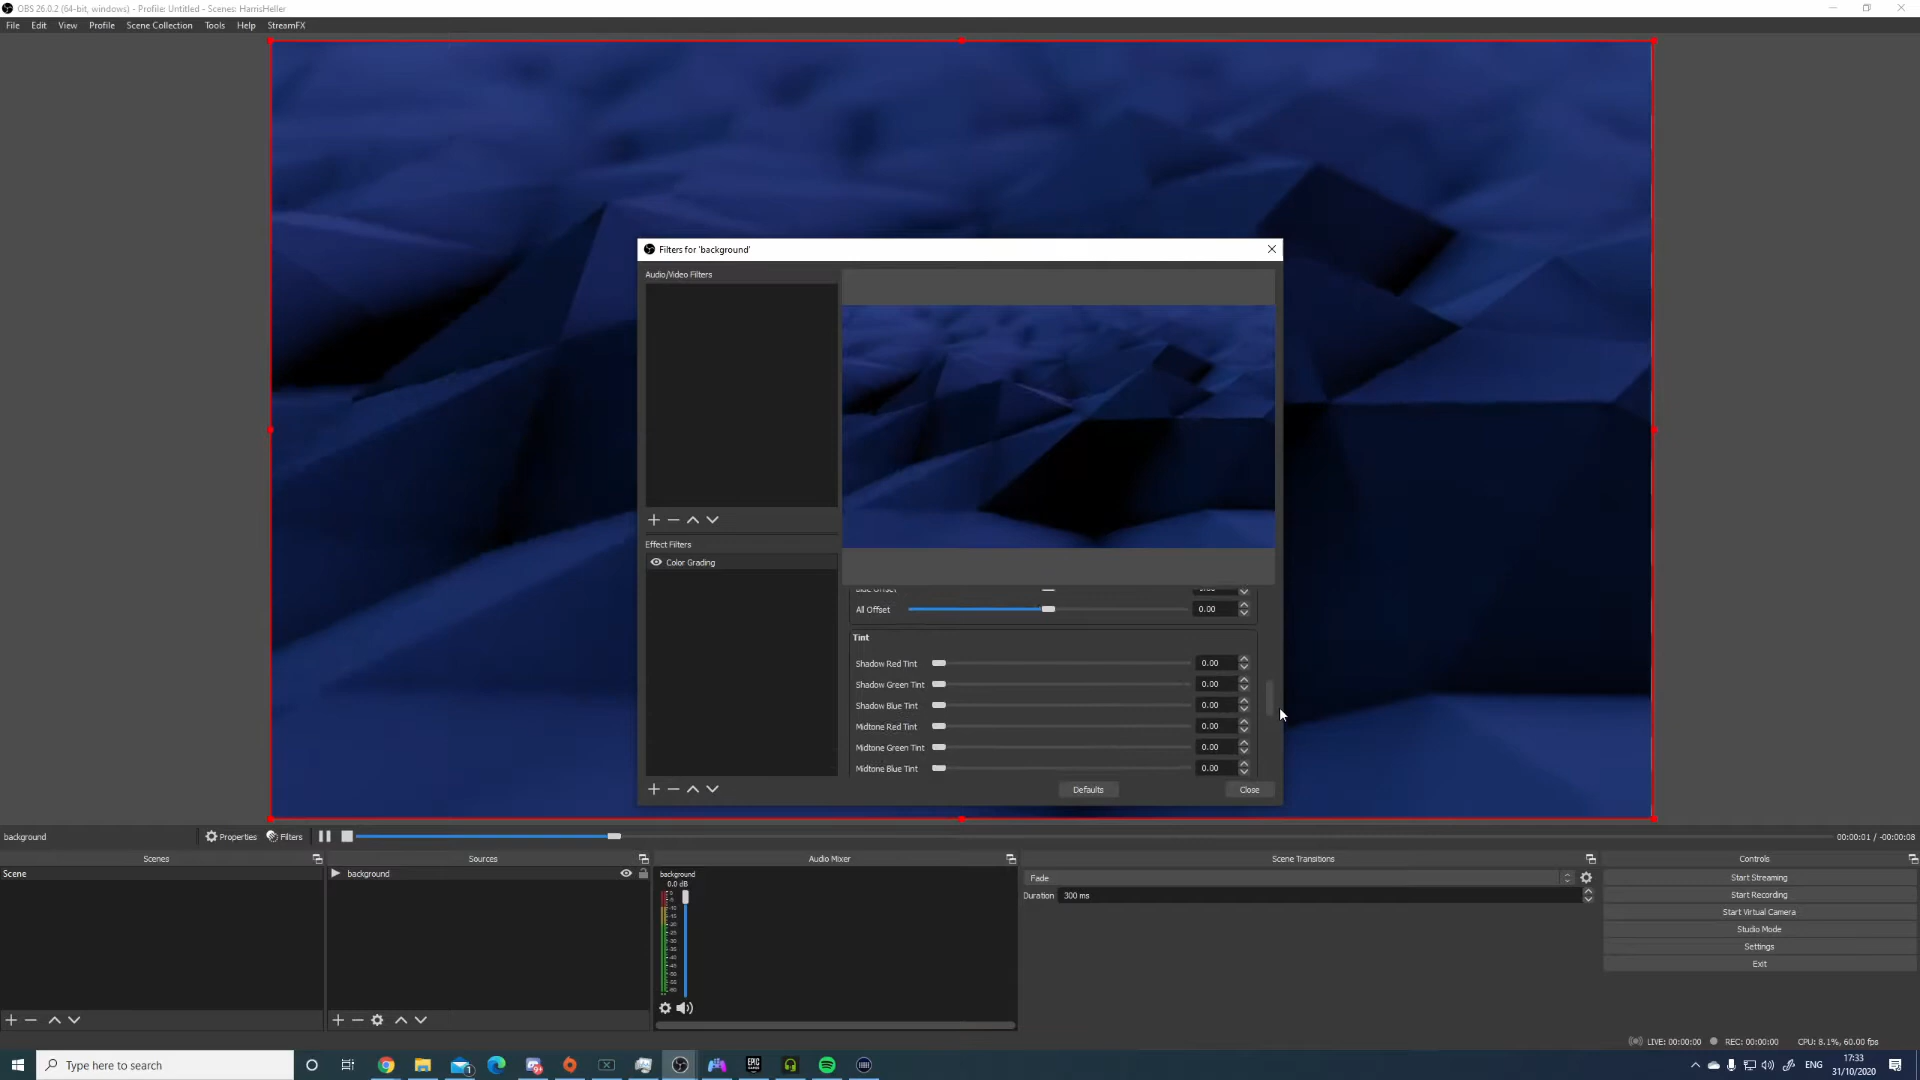 OBS 26.0.2 (64-bit, windows) - Profile: Untitled - Scenes: HarrisHeller
File Edit View Profile Scene Collection Tools Help StreamFX
Filters for 'background'
Audio/Video Filters
Effect Filters
Color Grading
Blue Offset
All Offset 0.00
Tint
Shadow Red Tint 0.00
Shadow Green Tint 0.00
Shadow Blue Tint 0.00
Midtone Red Tint 0.00
Midtone Green Tint 0.00
Midtone Blue Tint 0.00
Defaults
Close
background Properties Filters 00:00:01 / -00:00:08
Scenes
Scene
Sources
background
Audio Mixer
background
0.0 dB
Scene Transitions
Fade
Duration 300 ms
Controls
Start Streaming
Start Recording
Start Virtual Camera
Studio Mode
Settings
Exit
LIVE: 00:00:00 REC: 00:00:00 CPU: 8.1%, 60.00 fps
Type here to search
ENG
17:33
31/10/2020